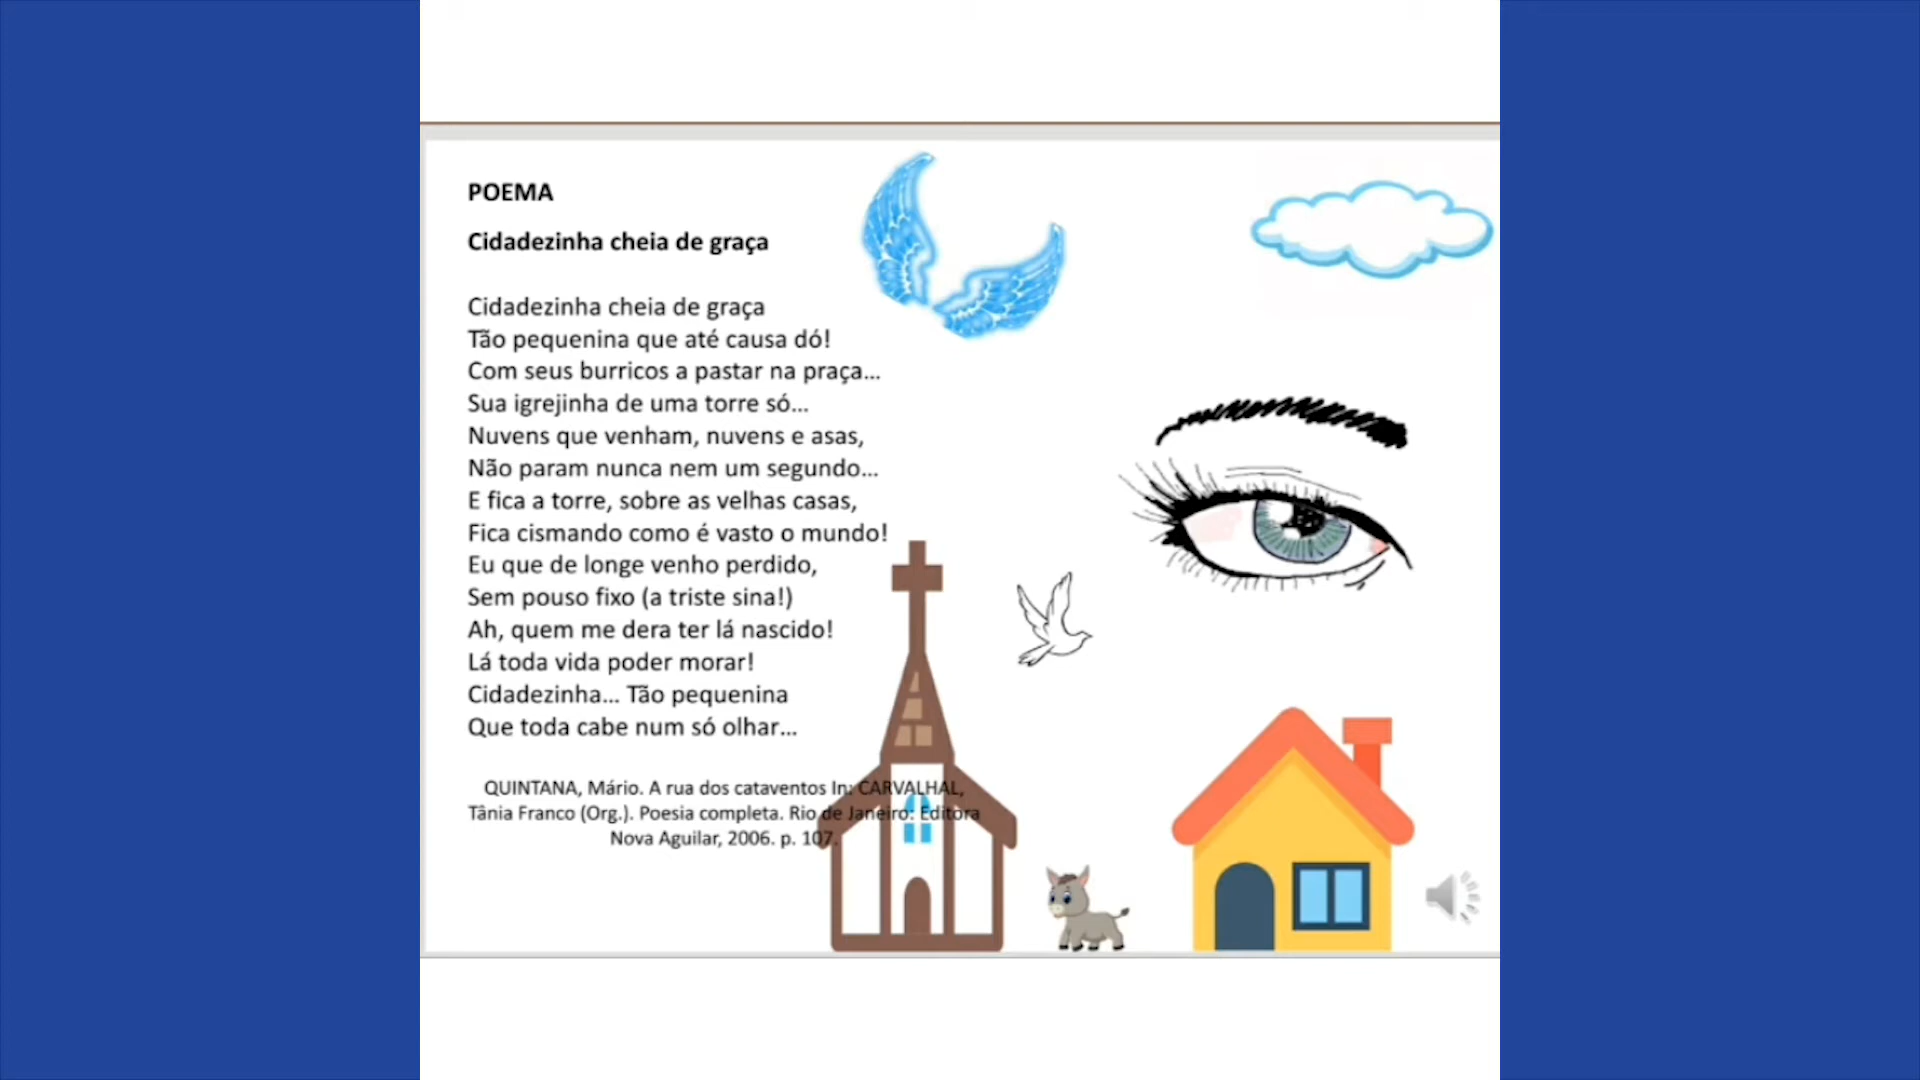 POEMA
Cidadezinha cheia de graça
Cidadezinha cheia de graça
Tão pequenina que até causa dó!
Com seus burricos a pastar na praça...
Sua igrejinha de uma torre só...
Nuvens que venham, nuvens e asas,
Não param nunca nem um segundo...
E fica a torre, sobre as velhas casas,
Fica cismando como é vasto o mundo!
Eu que de longe venho perdido,
Sem pouso fixo (a triste sina!)
Ah, quem me dera ter lá nascido!
Lá toda vida poder morar!
Cidadezinha... Tão pequenina
Que toda cabe num só olhar...
QUINTANA, Mário. A rua dos cataventos In: CARVALHAL,
Tânia Franco (Org.). Poesia completa. Rio de Janeiro: Editora
Nova Aguilar, 2006. p. 107.